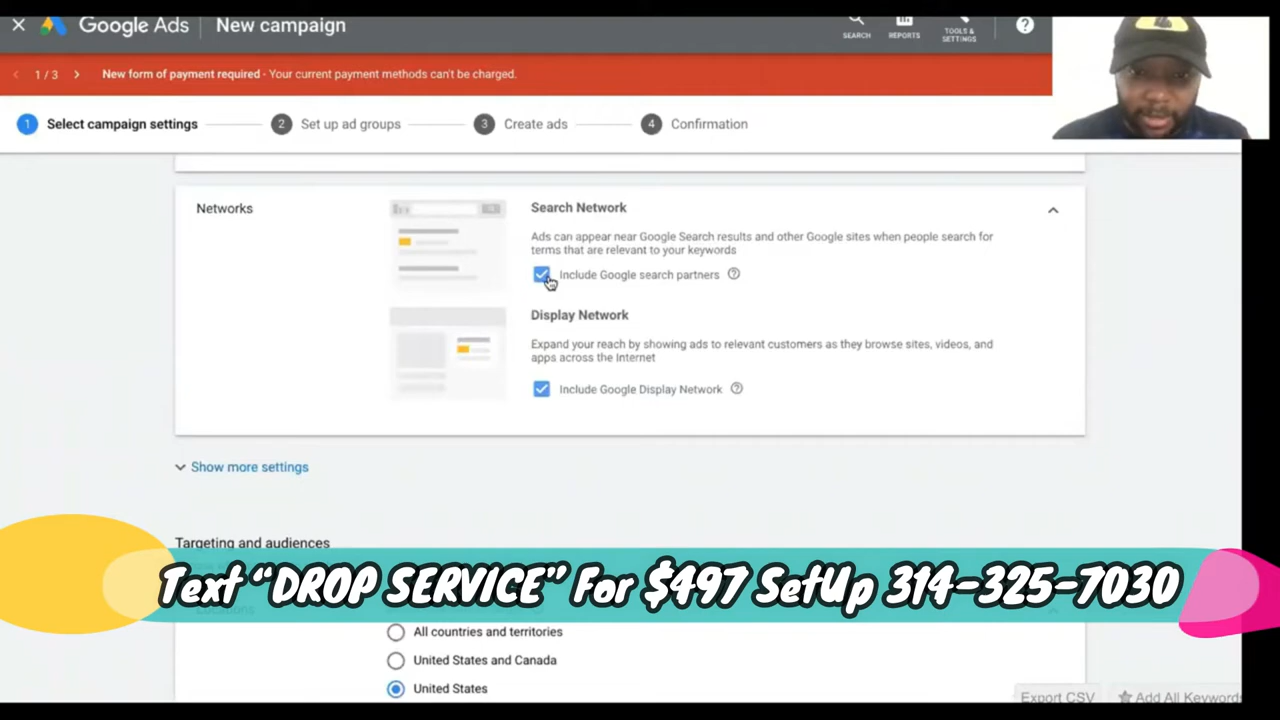 Google Ads New campaign
SEARCH REPORTS TOOLS & SETTINGS
1 / 3 New form of payment required - Your current payment methods can't be charged.
1 Select campaign settings 2 Set up ad groups 3 Create ads 4 Confirmation
Networks
Search Network
Ads can appear near Google Search results and other Google sites when people search for
terms that are relevant to your keywords
Include Google search partners
Display Network
Expand your reach by showing ads to relevant customers as they browse sites, videos, and
apps across the Internet
Include Google Display Network
Show more settings
Targeting and audiences
Text “DROP SERVICE” For $497 SetUp 314-325-7030
Locations
All countries and territories
United States and Canada
United States
Export CSV Add All Keywords